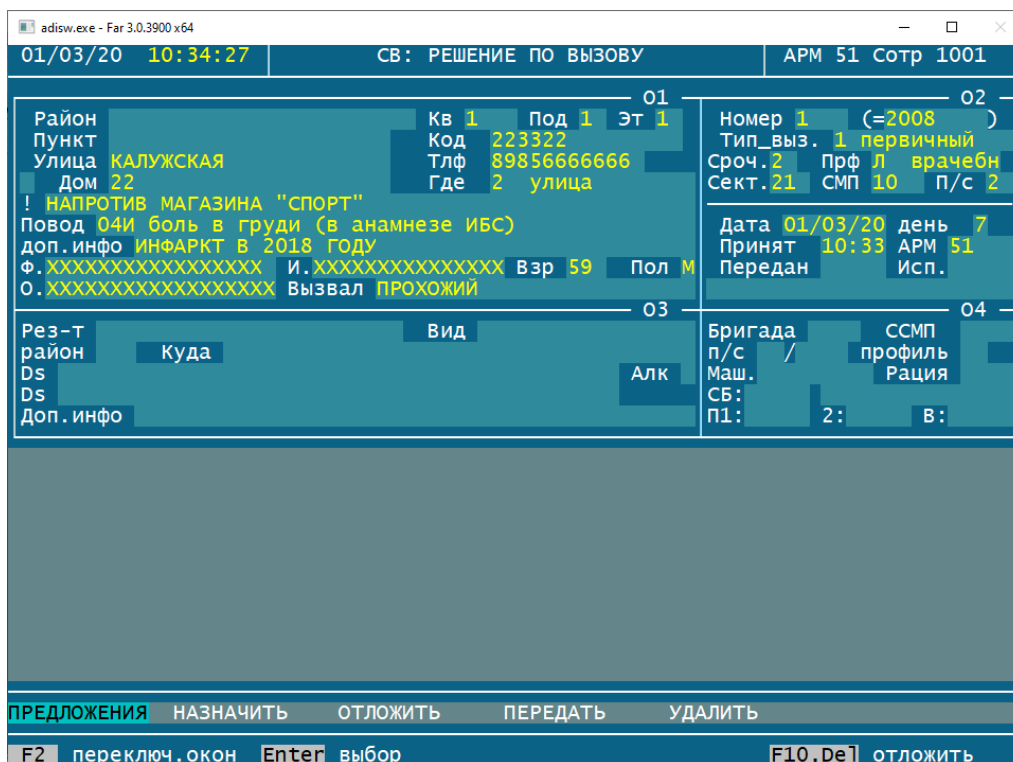 adisw.exe - Far 3.0.3900 x64
01/03/20 10:34:27 СВ: РЕШЕНИЕ ПО ВЫЗОВУ АРМ 51 Сотр 1001
01 02
Район Кв 1 Под 1 Эт 1 Номер 1 (=2008 )
Пункт Код 223322 Тип_выз. 1 первичный
Улица КАЛУЖСКАЯ Тлф 89856666666 Сроч.2 Прф Л врачебн
Дом 22 Где 2 улица Сект.21 СМП 10 П/с 2
! НАПРОТИВ МАГАЗИНА "СПОРТ"
Повод 04И боль в груди (в анамнезе ИБС) Дата 01/03/20 день 7
доп.инфо ИНФАРКТ В 2018 ГОДУ Принят 10:33 АРМ 51
Ф.XXXXXXXXXXXXXXXXX И.XXXXXXXXXXXXXXX Взр 59 Пол М Передан Исп.
О.XXXXXXXXXXXXXXXXXX Вызвал ПРОХОЖИЙ
03 04
Рез-т Вид Бригада ССМП
район Куда п/с / профиль
Ds Алк Маш. Рация
Ds СБ:
Доп.инфо П1: 2: В:
ПРЕДЛОЖЕНИЯ НАЗНАЧИТЬ ОТЛОЖИТЬ ПЕРЕДАТЬ УДАЛИТЬ
F2 переключ.окон Enter выбор F10,Del отложить